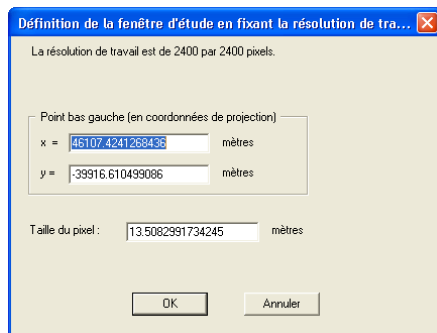 Définition de la fenêtre d'étude en fixant la résolution de tra...
La résolution de travail est de 2400 par 2400 pixels.
Point bas gauche (en coordonnées de projection)
x = 46107.4241268436 mètres
y = -39916.610499086 mètres
Taille du pixel : 13.5082991734245 mètres
OK Annuler